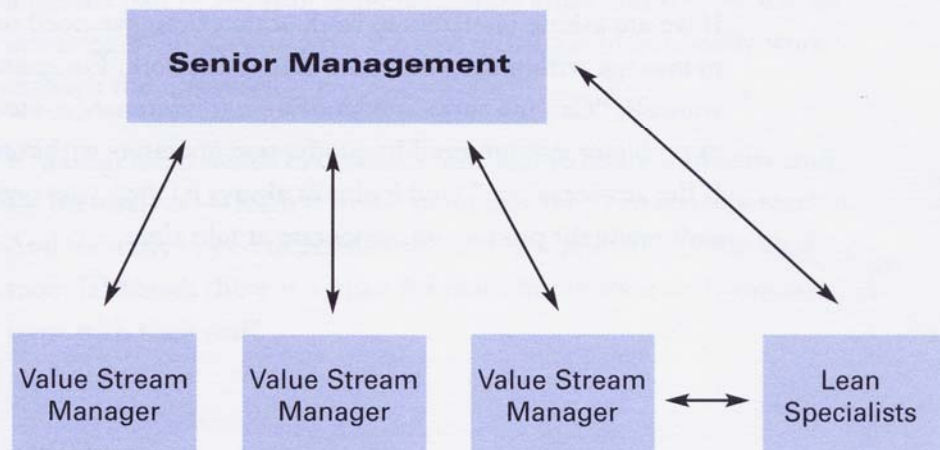 Senior Management
Value Stream
Manager
Value Stream
Manager
Value Stream
Manager
Lean
Specialists